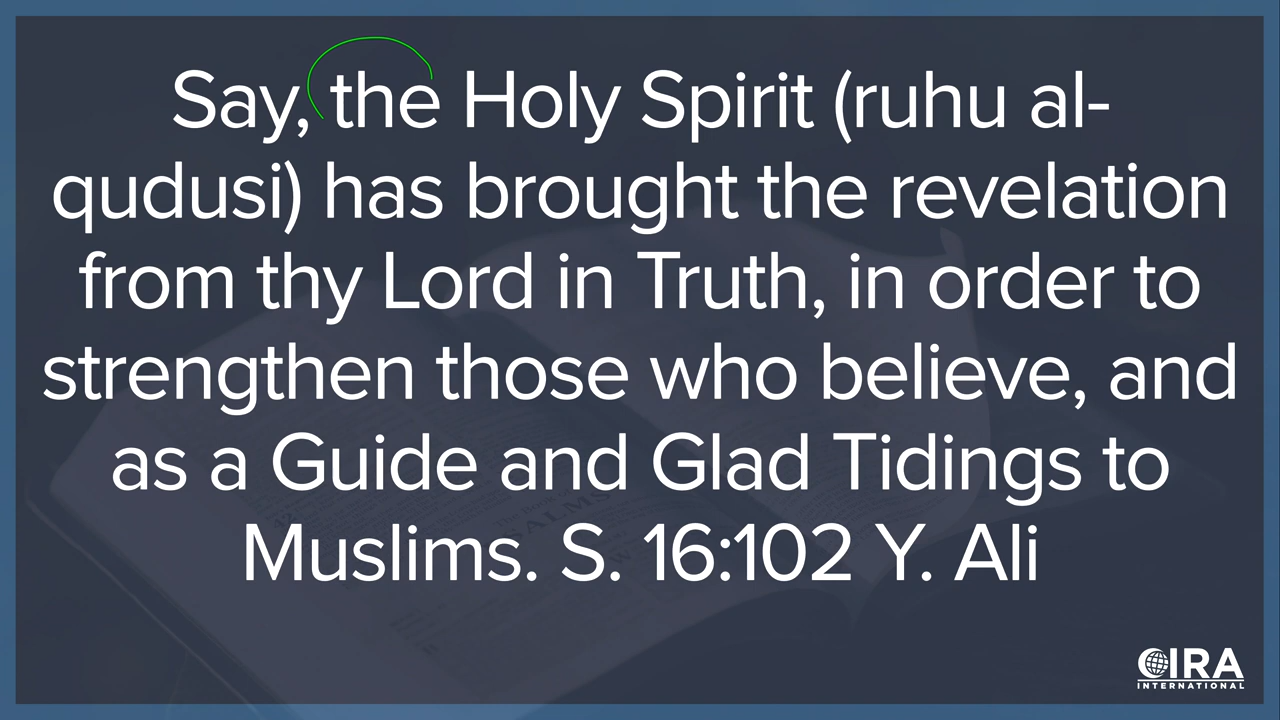 Say, the Holy Spirit (ruhu al-
qudusi) has brought the revelation
from thy Lord in Truth, in order to
strengthen those who believe, and
as a Guide and Glad Tidings to
Muslims. S. 16:102 Y. Ali
CIRA
INTERNATIONAL
PSALMS